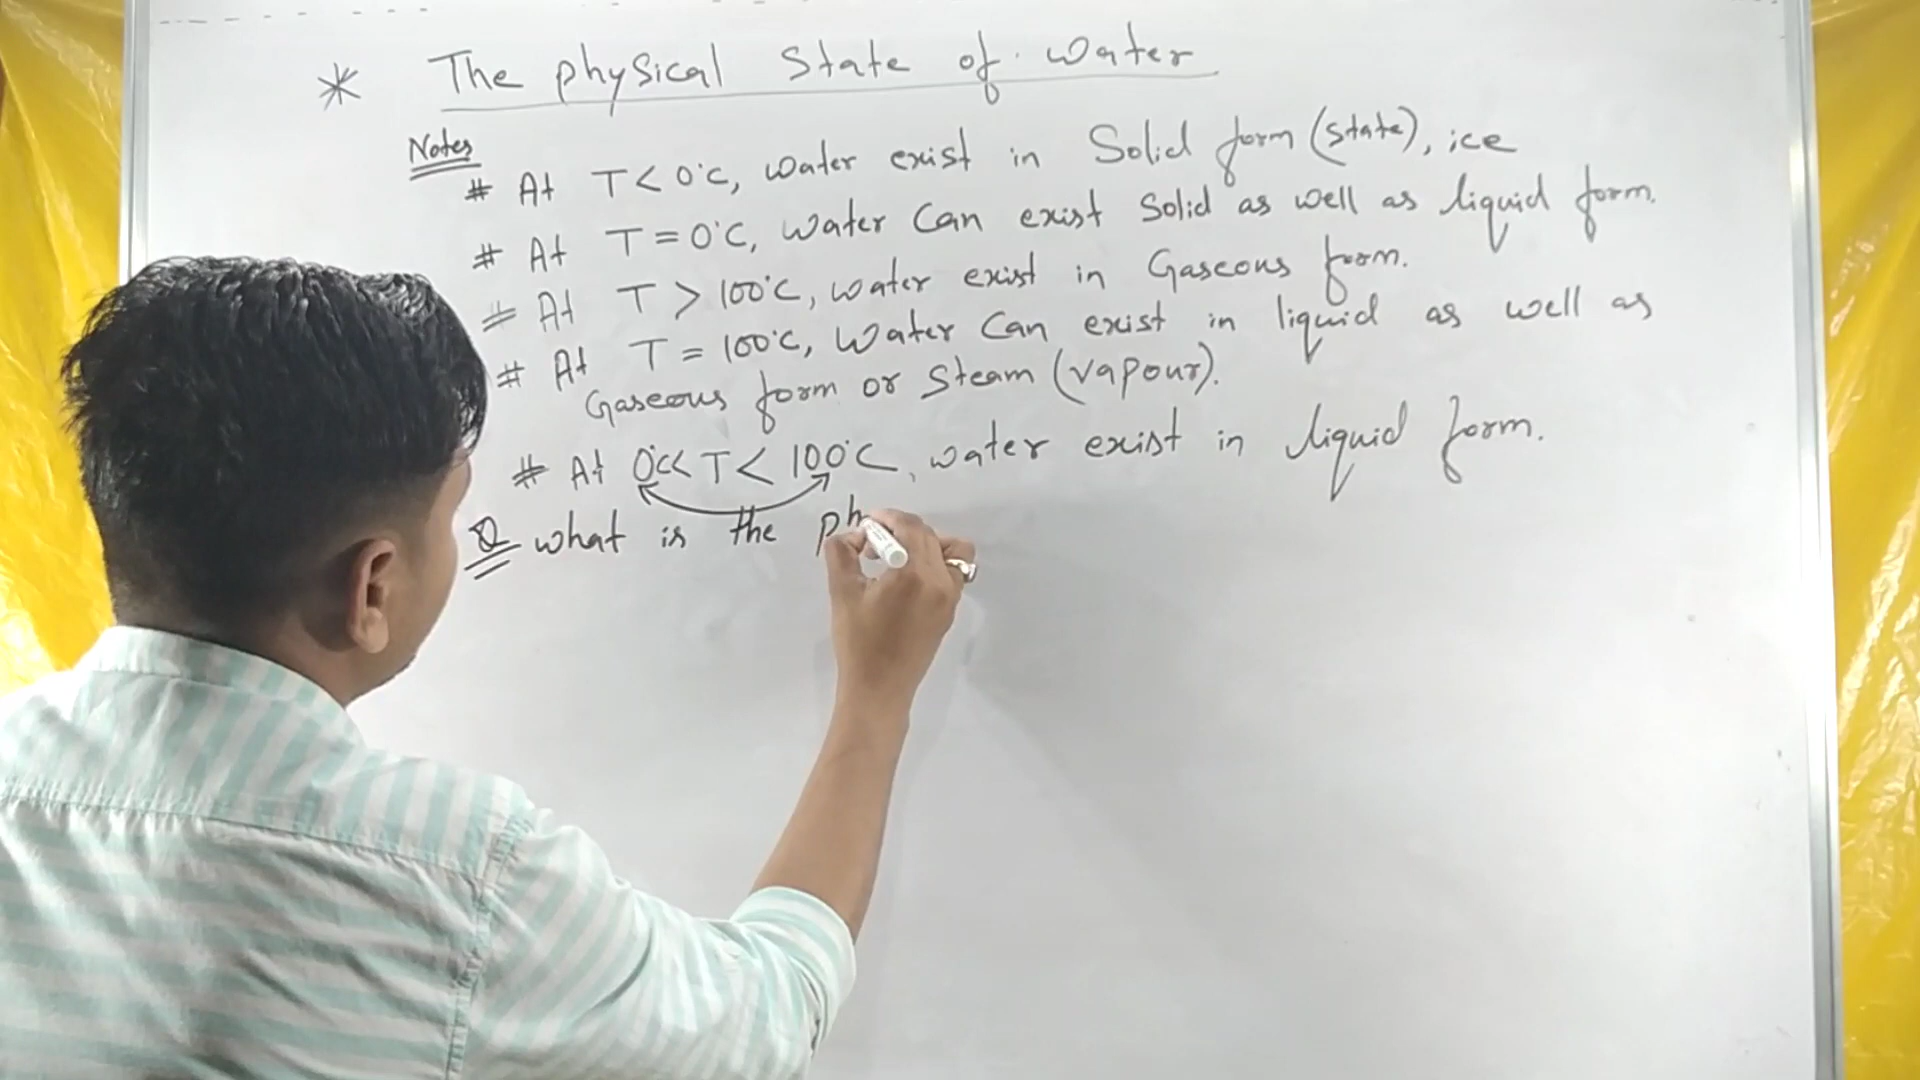 * The physical State of water
Notes
# At T < 0°C, water exist in Solid form (state), ice
# At T = 0°C, water Can exist Solid as well as liquid form.
# At T > 100°C, water exist in Gaseous form.
# At T = 100°C, Water Can exist in liquid as well as
Gaseous form or Steam (vapour).
# At 0°C < T < 100°C, water exist in liquid form.
Q what is the ph